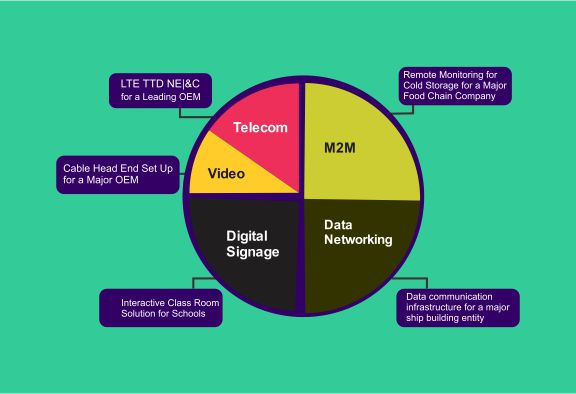 LTE TTD NE|&C
for a Leading OEM
Remote Monitoring for
Cold Storage for a Major
Food Chain Company
Telecom
M2M
Video
Cable Head End Set Up
for a Major OEM
Digital
Signage
Data
Networking
Interactive Class Room
Solution for Schools
Data communication
infrastructure for a major
ship building entity